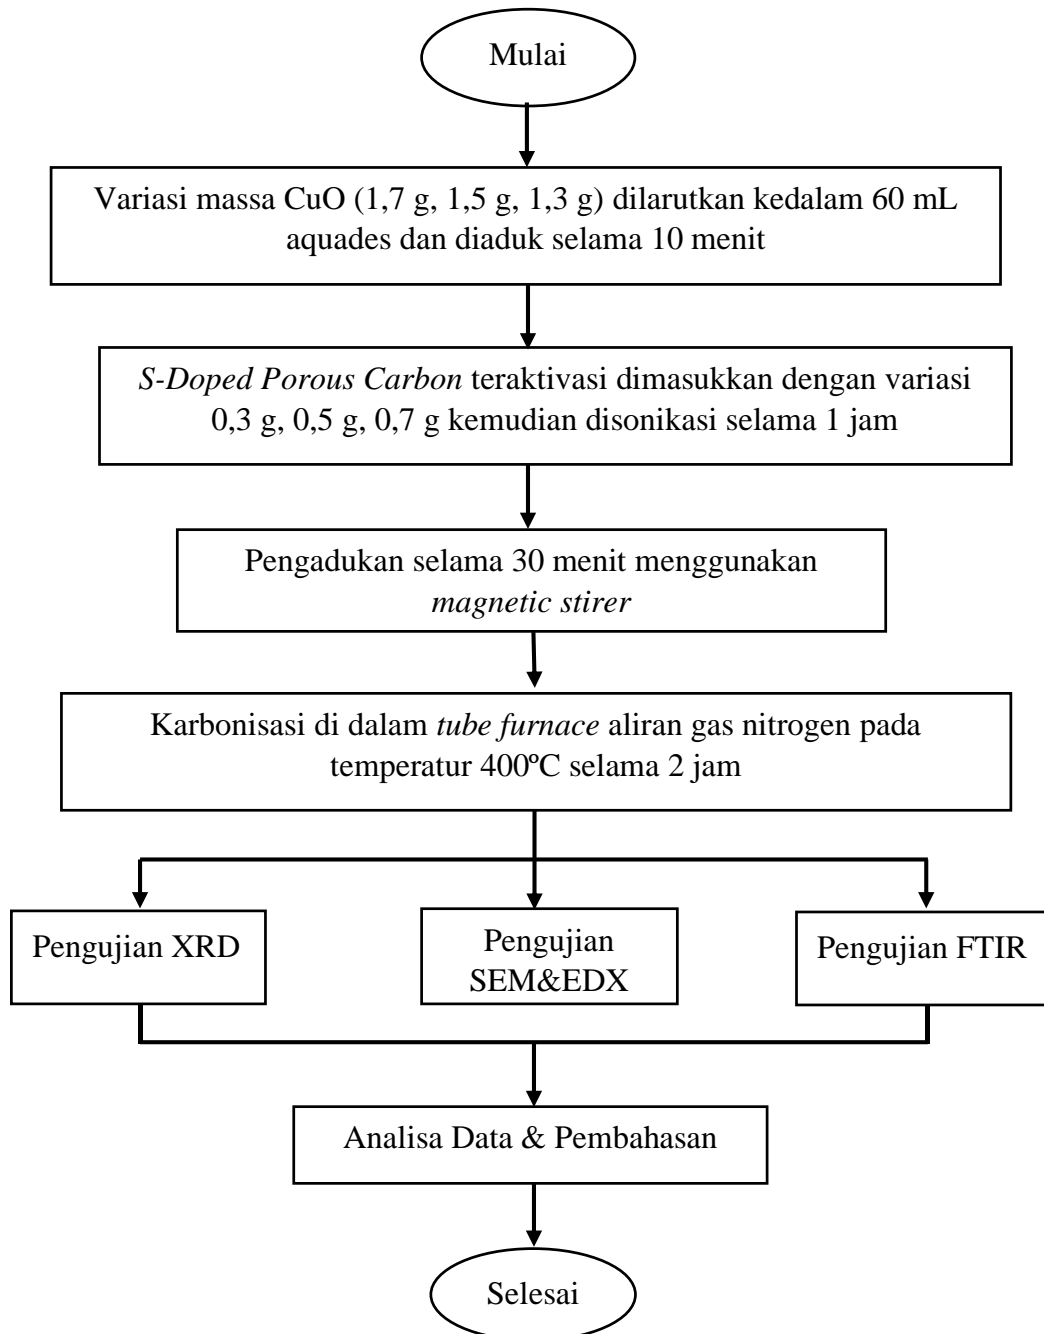 Mulai
Variasi massa CuO (1,7 g, 1,5 g, 1,3 g) dilarutkan kedalam 60 mL
aquades dan diaduk selama 10 menit
S-Doped Porous Carbon teraktivasi dimasukkan dengan variasi
0,3 g, 0,5 g, 0,7 g kemudian disonikasi selama 1 jam
Pengadukan selama 30 menit menggunakan
magnetic stirer
Karbonisasi di dalam tube furnace aliran gas nitrogen pada
temperatur 400ºC selama 2 jam
Pengujian XRD
Pengujian
SEM&EDX
Pengujian FTIR
Analisa Data & Pembahasan
Selesai